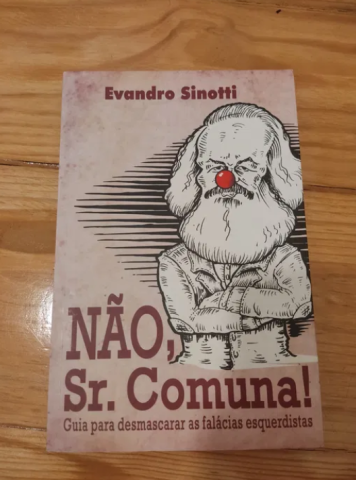 Evandro Sinotti
NÃO,
Sr. Comuna!
Guia para desmascarar as falácias esquerdistas